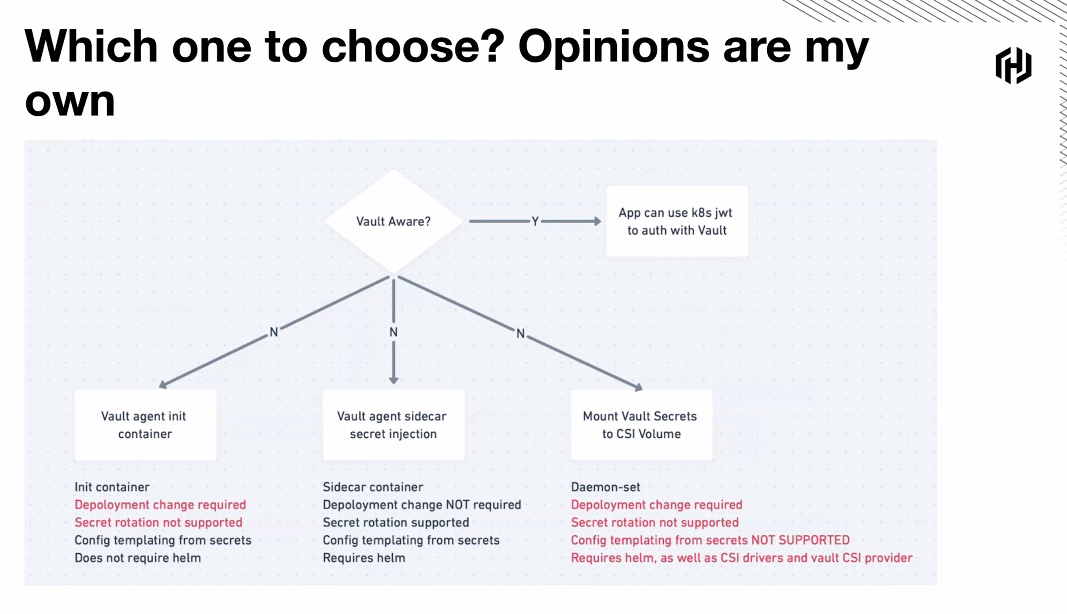 Which one to choose? Opinions are my
own
Vault Aware?
Y
App can use k8s jwt
to auth with Vault
N
N
N
Vault agent init
container
Vault agent sidecar
secret injection
Mount Vault Secrets
to CSI Volume
Init container
Deployment change required
Secret rotation not supported
Config templating from secrets
Does not require helm
Sidecar container
Deployment change NOT required
Secret rotation supported
Config templating from secrets
Requires helm
Daemon-set
Deployment change required
Secret rotation not supported
Config templating from secrets NOT SUPPORTED
Requires helm, as well as CSI drivers and vault CSI provider